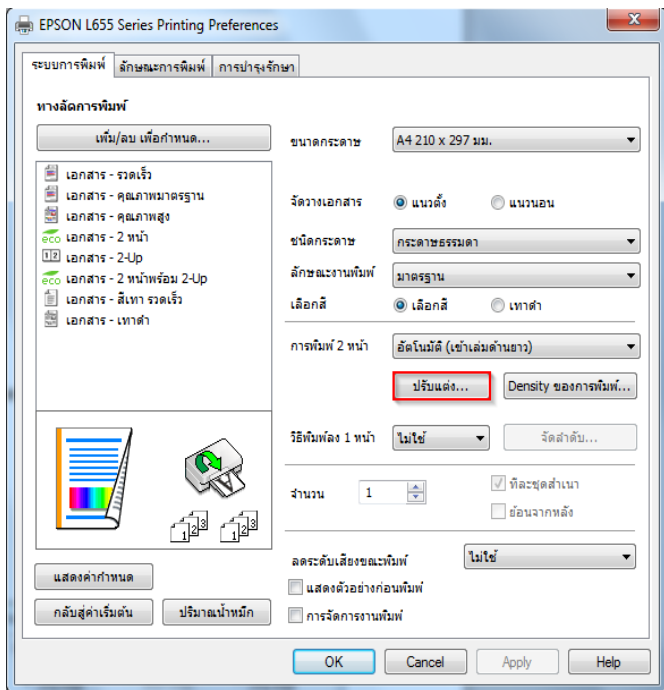 EPSON L655 Series Printing Preferences
ระบบการพิมพ์ ลักษณะการพิมพ์ การบำรุงรักษา
ทางลัดการพิมพ์
เพิ่ม/ลบ เพื่อกำหนด...
เอกสาร - รวดเร็ว
เอกสาร - คุณภาพมาตรฐาน
เอกสาร - คุณภาพสูง
eco เอกสาร - 2 หน้า
12 เอกสาร - 2-Up
eco เอกสาร - 2 หน้าพร้อม 2-Up
เอกสาร - สีเทา รวดเร็ว
เอกสาร - เทาดำ
1 2 3 1 2 3
แสดงค่ากำหนด
กลับสู่ค่าเริ่มต้น ปริมาณน้ำหมึก
ขนาดกระดาษ A4 210 x 297 มม.
จัดวางเอกสาร แนวตั้ง แนวนอน
ชนิดกระดาษ กระดาษธรรมดา
ลักษณะงานพิมพ์ มาตรฐาน
เลือกสี เลือกสี เทาดำ
การพิมพ์ 2 หน้า อัตโนมัติ (เข้าเล่มด้านยาว)
ปรับแต่ง... Density ของการพิมพ์...
วิธีพิมพ์ลง 1 หน้า ไม่ใช้ จัดลำดับ...
จำนวน 1 ทีละชุดสำเนา
ย้อนจากหลัง
ลดระดับเสียงขณะพิมพ์ ไม่ใช้
แสดงตัวอย่างก่อนพิมพ์
การจัดการงานพิมพ์
OK Cancel Apply Help